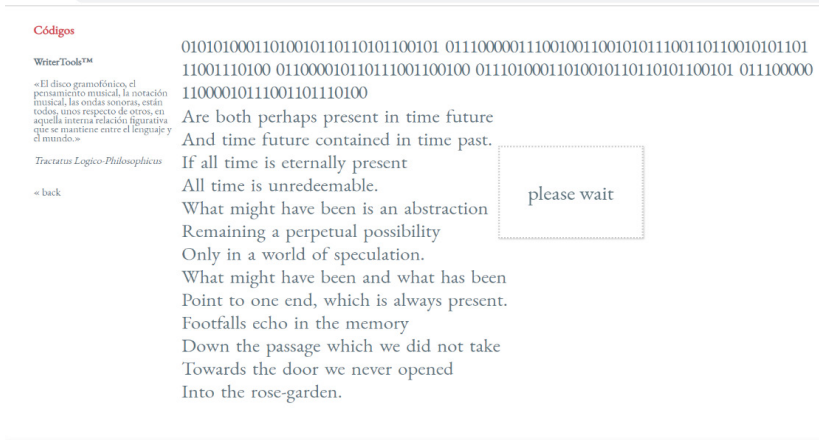 Códigos
WriterTools™
«El disco gramofónico, el
pensamiento musical, la notación
musical, las ondas sonoras, están
todos, unos respecto de otros, en
aquella interna relación figurativa
que se mantiene entre el lenguaje y
el mundo.»
Tractatus Logico-Philosophicus
« back
01010100011010010110110101100101 011100000111001001100101011100110110010101101
11001110100 011000010110111001100100 01110100011010010110110101100101 011100000
11000010111001101110100
Are both perhaps present in time future
And time future contained in time past.
If all time is eternally present
All time is unredeemable.
What might have been is an abstraction
Remaining a perpetual possibility
Only in a world of speculation.
What might have been and what has been
Point to one end, which is always present.
Footfalls echo in the memory
Down the passage which we did not take
Towards the door we never opened
Into the rose-garden.
please wait